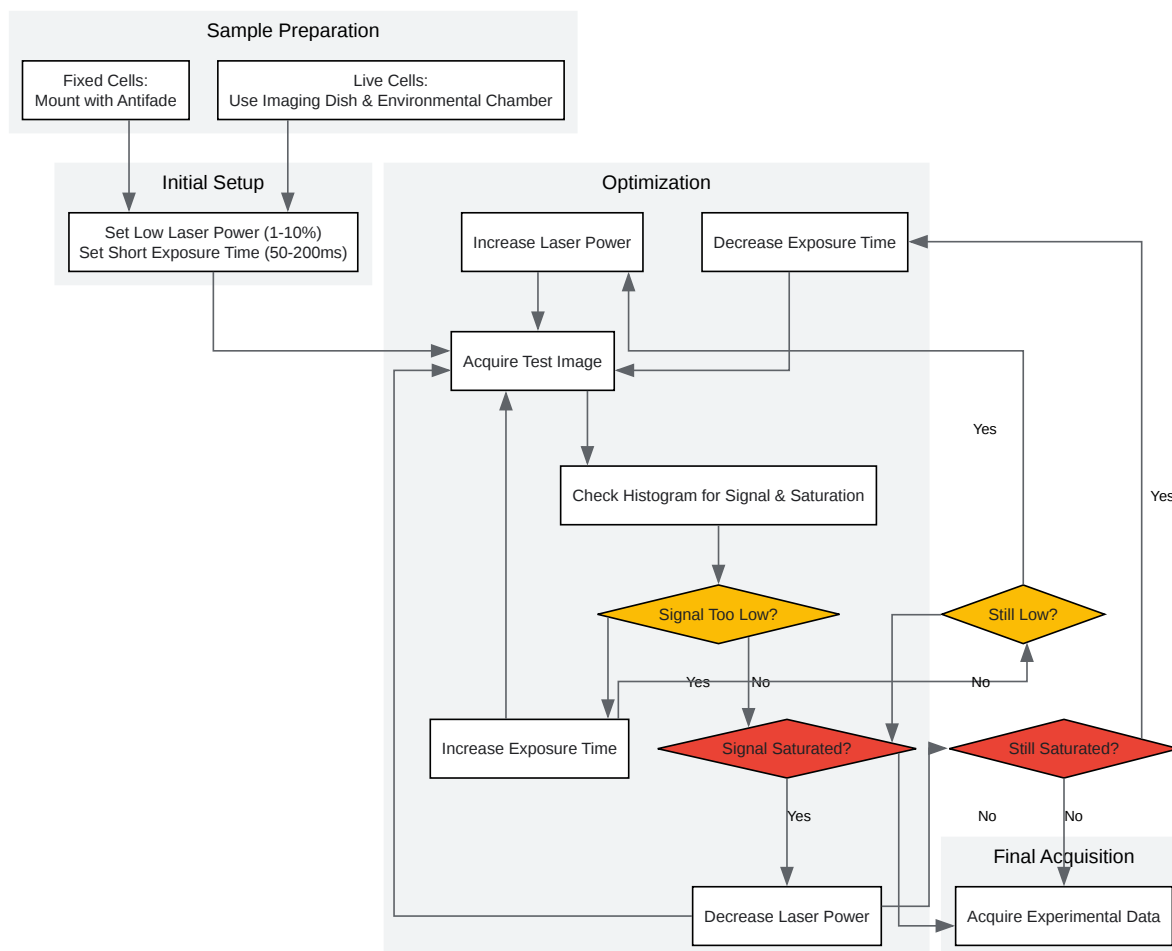 Sample Preparation
Fixed Cells:
Mount with Antifade
Live Cells:
Use Imaging Dish & Environmental Chamber
Initial Setup
Set Low Laser Power (1-10%)
Set Short Exposure Time (50-200ms)
Optimization
Increase Laser Power
Decrease Exposure Time
Acquire Test Image
Yes
Check Histogram for Signal & Saturation
Yes
Signal Too Low?
Still Low?
Yes
No
No
Increase Exposure Time
Signal Saturated?
Still Saturated?
Yes
No
No
Final Acquisition
Decrease Laser Power
Acquire Experimental Data